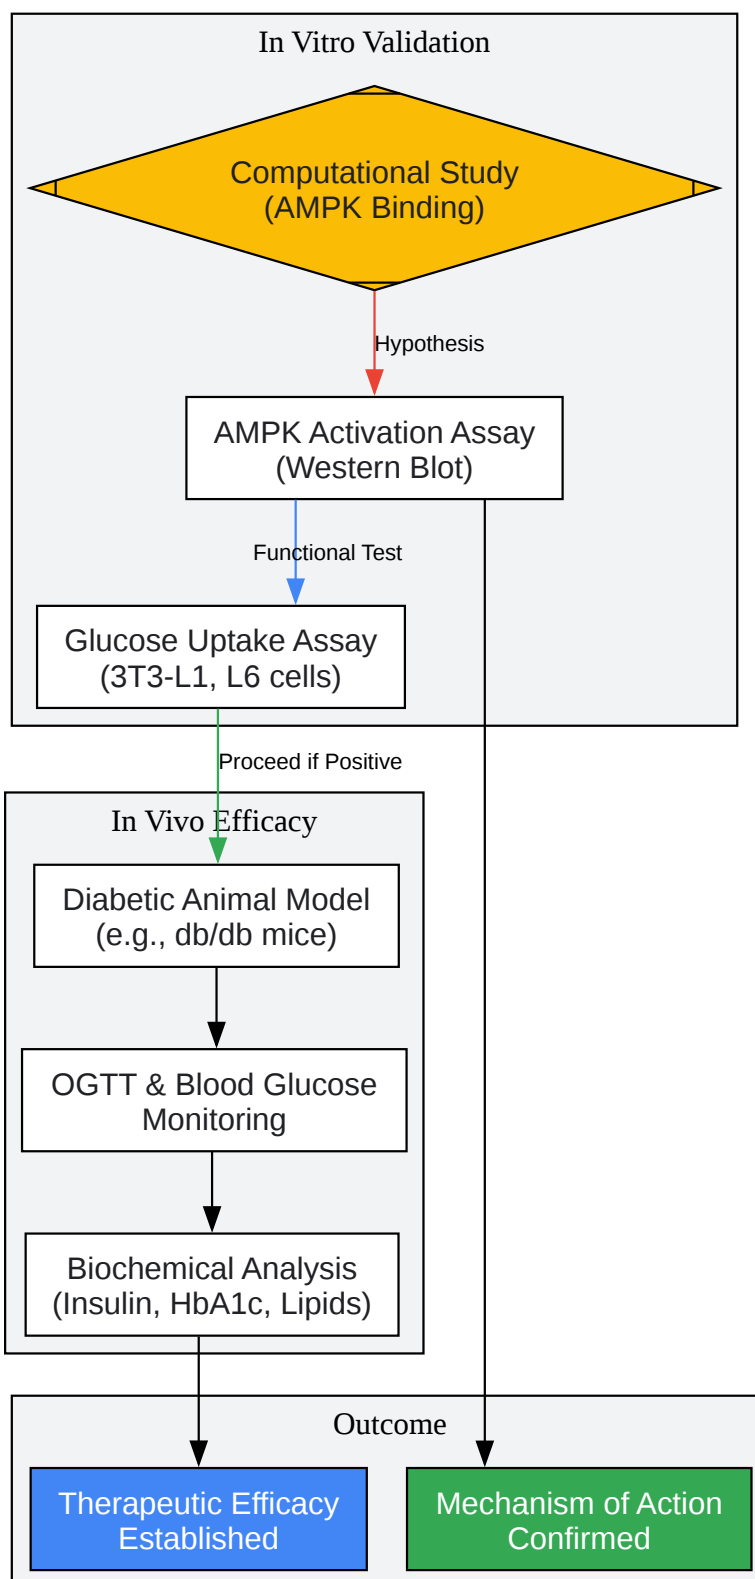 In Vitro Validation
Computational Study
(AMPK Binding)
Hypothesis
AMPK Activation Assay
(Western Blot)
Functional Test
Glucose Uptake Assay
(3T3-L1, L6 cells)
Proceed if Positive
In Vivo Efficacy
Diabetic Animal Model
(e.g., db/db mice)
OGTT & Blood Glucose
Monitoring
Biochemical Analysis
(Insulin, HbA1c, Lipids)
Outcome
Therapeutic Efficacy
Established
Mechanism of Action
Confirmed